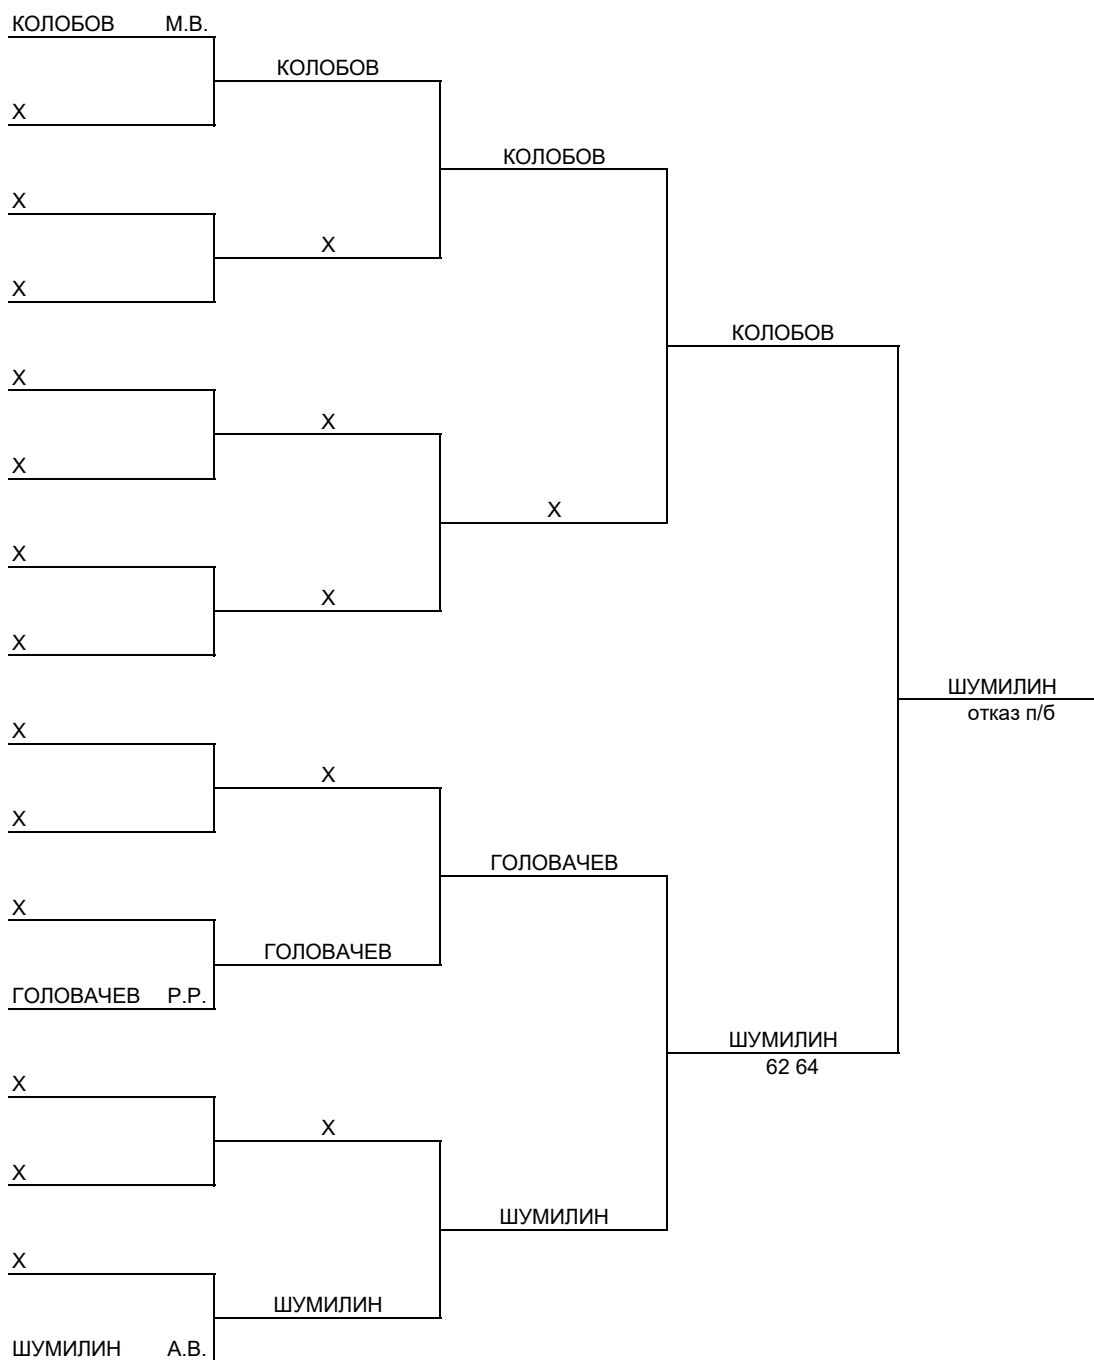 КОЛОБОВ М.В.
КОЛОБОВ
X
КОЛОБОВ
X
X
X
КОЛОБОВ
X
X
X
X
X
X
X
ШУМИЛИН
отказ п/б
X
X
X
ГОЛОВАЧЕВ
X
ГОЛОВАЧЕВ
ГОЛОВАЧЕВ Р.Р.
ШУМИЛИН
62 64
X
X
X
ШУМИЛИН
X
ШУМИЛИН
ШУМИЛИН А.В.